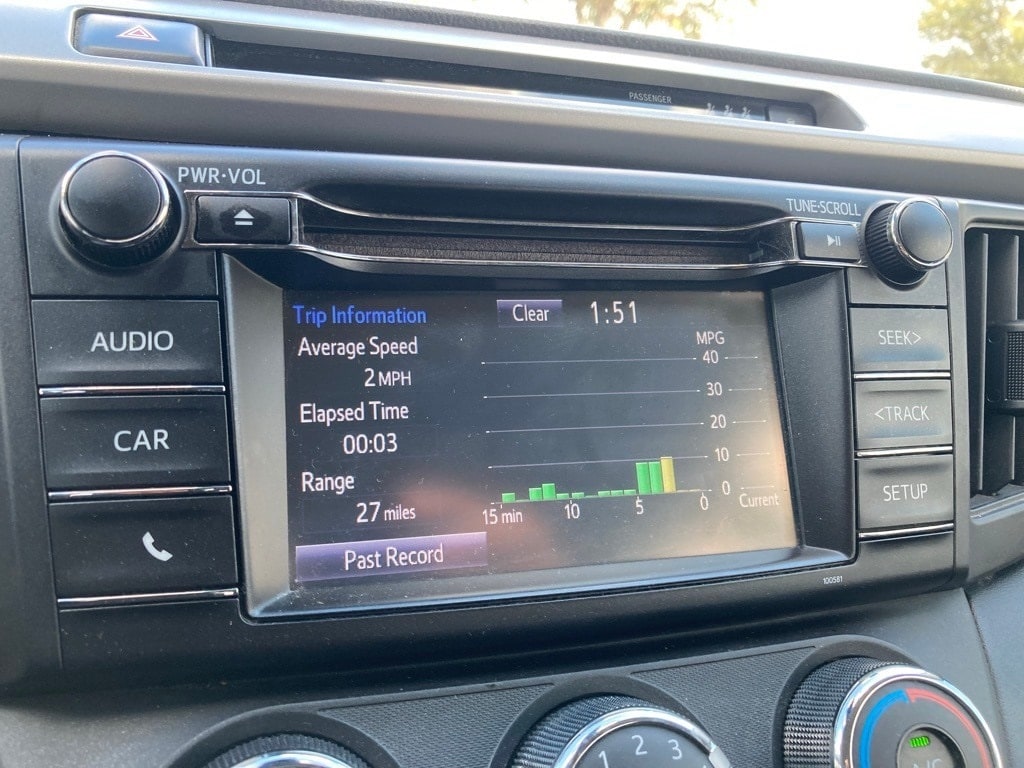 PASSENGER
PWR·VOL
TUNE·SCROLL
AUDIO
CAR
SEEK>
<TRACK
SETUP
Trip Information
Clear
1:51
Average Speed
2 MPH
Elapsed Time
00:03
Range
27 miles
Past Record
MPG
40
30
20
10
0
15 min
10
5
0
Current
100581
1 2 3
A/C